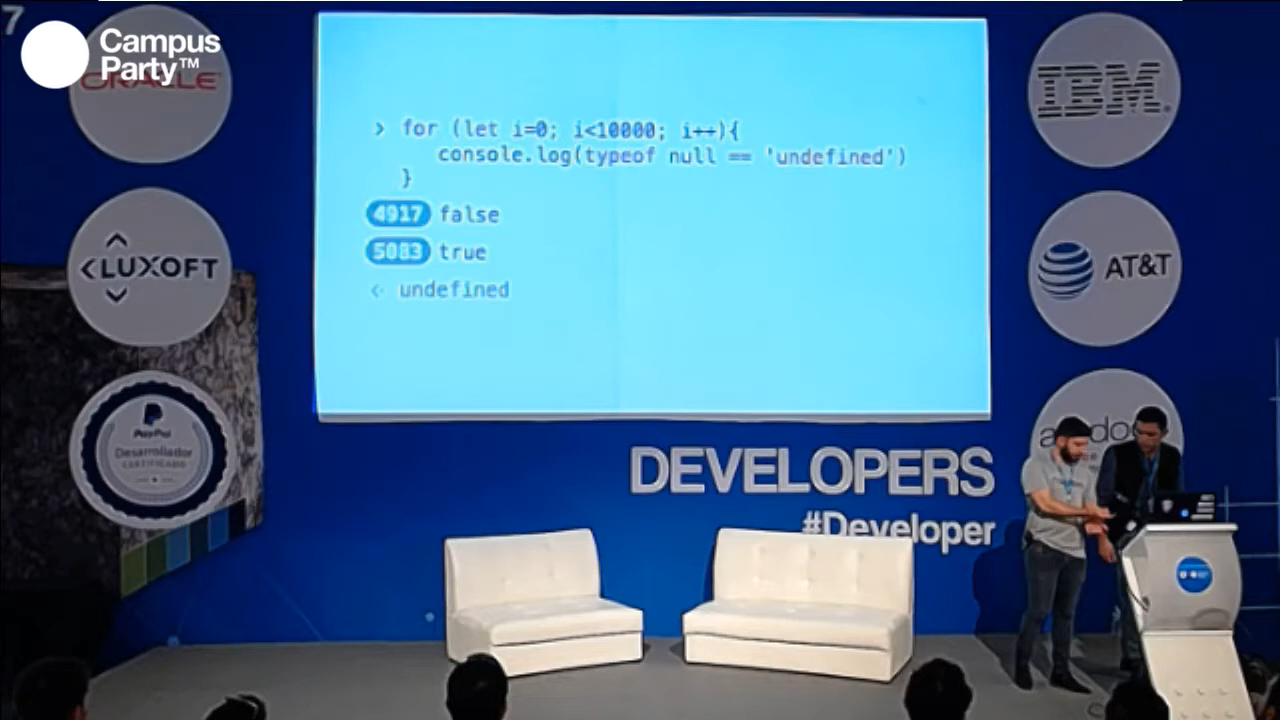 7
Campus
Party™
ORACLE
> for (let i=0; i<10000; i++){
console.log(typeof null == 'undefined')
}
4917 false
5083 true
<· undefined
IBM
<LUXOFT
AT&T
PayPal
Desarrollador
CERTIFICADO
DEVELOPERS
#Developer